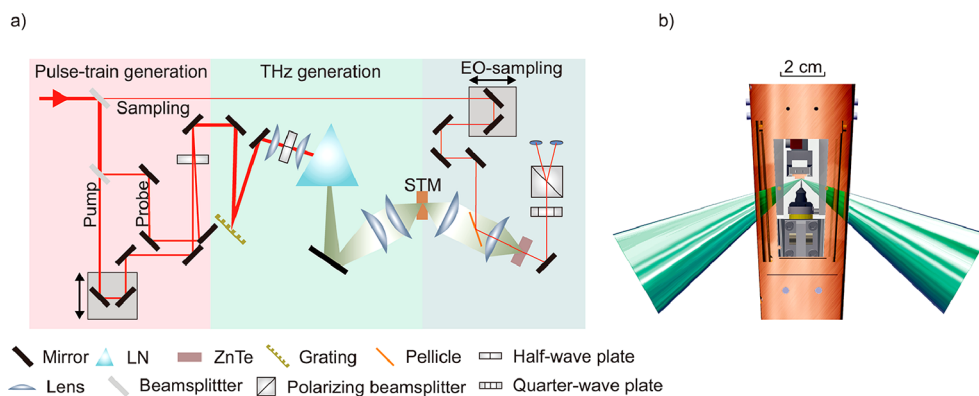 a)
b)
Pulse-train generation
THz generation
EO-sampling
2 cm
Sampling
Pump
Probe
STM
Mirror
LN
ZnTe
Grating
Pellicle
Half-wave plate
Lens
Beamsplittter
Polarizing beamsplitter
Quarter-wave plate